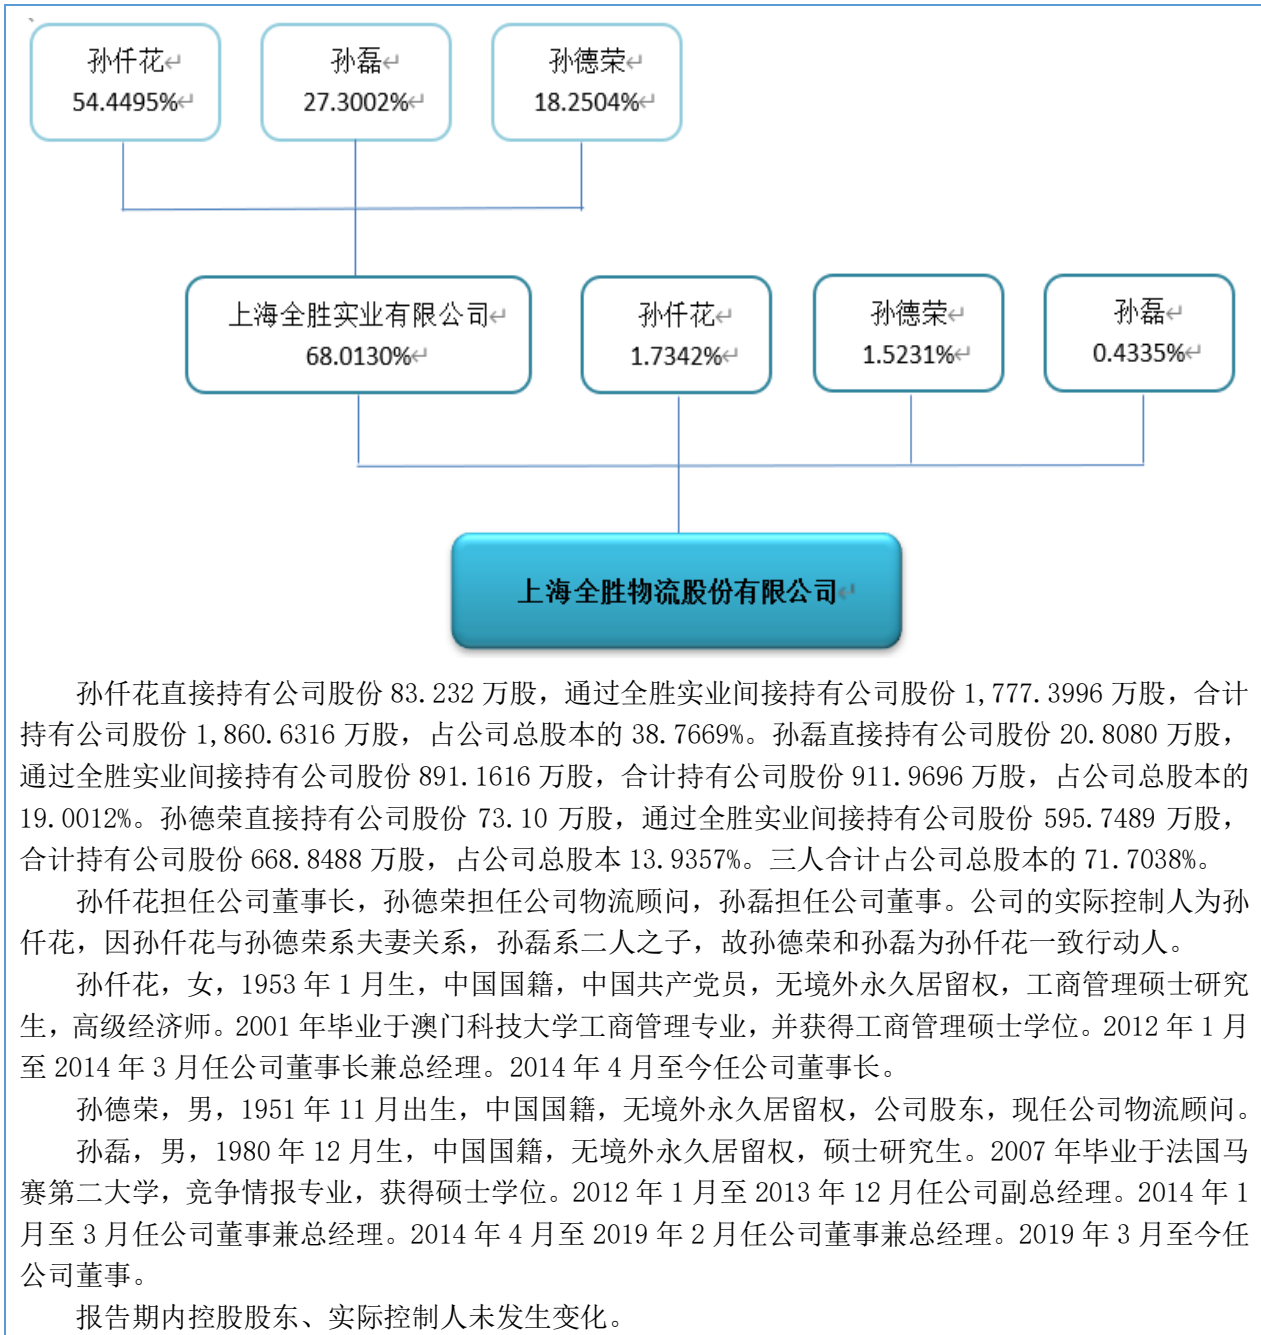 孙仟花↵
54.4495%↵
孙磊↵
27.3002%↵
孙德荣↵
18.2504%↵
上海全胜实业有限公司↵
68.0130%↵
孙仟花↵
1.7342%↵
孙德荣↵
1.5231%↵
孙磊↵
0.4335%↵
上海全胜物流股份有限公司↵
孙仟花直接持有公司股份 83.232 万股，通过全胜实业间接持有公司股份 1,777.3996 万股，合计
持有公司股份 1,860.6316 万股，占公司总股本的 38.7669%。孙磊直接持有公司股份 20.8080 万股，
通过全胜实业间接持有公司股份 891.1616 万股，合计持有公司股份 911.9696 万股，占公司总股本的
19.0012%。孙德荣直接持有公司股份 73.10 万股，通过全胜实业间接持有公司股份 595.7489 万股，
合计持有公司股份 668.8488 万股，占公司总股本 13.9357%。三人合计占公司总股本的 71.7038%。
孙仟花担任公司董事长，孙德荣担任公司物流顾问，孙磊担任公司董事。公司的实际控制人为孙
仟花，因孙仟花与孙德荣系夫妻关系，孙磊系二人之子，故孙德荣和孙磊为孙仟花一致行动人。
孙仟花，女，1953 年 1 月生，中国国籍，中国共产党员，无境外永久居留权，工商管理硕士研究
生，高级经济师。2001 年毕业于澳门科技大学工商管理专业，并获得工商管理硕士学位。2012 年 1 月
至 2014 年 3 月任公司董事长兼总经理。2014 年 4 月至今任公司董事长。
孙德荣，男，1951 年 11 月出生，中国国籍，无境外永久居留权，公司股东，现任公司物流顾问。
孙磊，男，1980 年 12 月生，中国国籍，无境外永久居留权，硕士研究生。2007 年毕业于法国马
赛第二大学，竞争情报专业，获得硕士学位。2012 年 1 月至 2013 年 12 月任公司副总经理。2014 年 1
月至 3 月任公司董事兼总经理。2014 年 4 月至 2019 年 2 月任公司董事兼总经理。2019 年 3 月至今任
公司董事。
报告期内控股股东、实际控制人未发生变化。